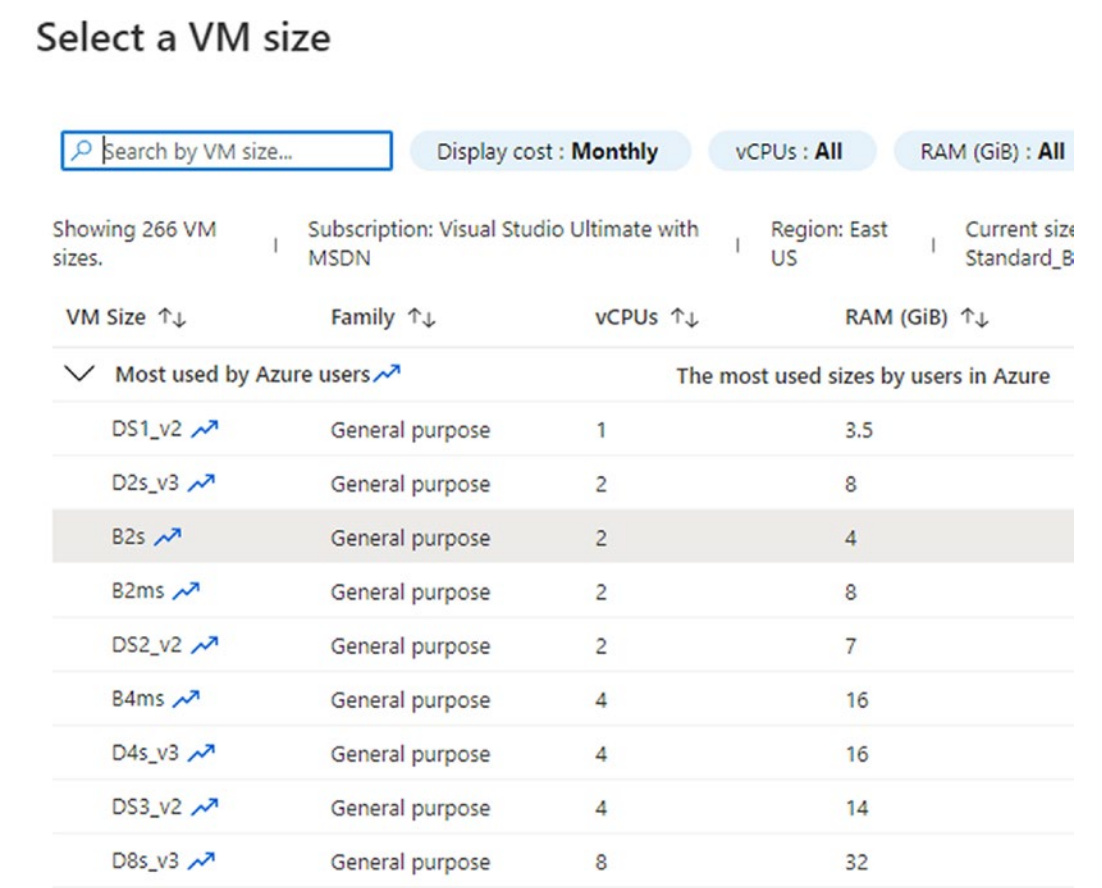 Select a VM size
Search by VM size... Display cost : Monthly vCPUs : All RAM (GiB) : All
Showing 266 VM sizes. | Subscription: Visual Studio Ultimate with MSDN | Region: East US | Current size Standard_B
VM Size ↑↓ Family ↑↓ vCPUs ↑↓ RAM (GiB) ↑↓
Most used by Azure users The most used sizes by users in Azure
DS1_v2 General purpose 1 3.5
D2s_v3 General purpose 2 8
B2s General purpose 2 4
B2ms General purpose 2 8
DS2_v2 General purpose 2 7
B4ms General purpose 4 16
D4s_v3 General purpose 4 16
DS3_v2 General purpose 4 14
D8s_v3 General purpose 8 32